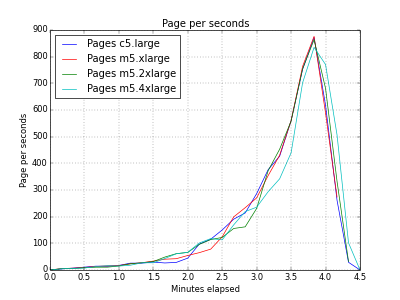 Page per seconds
Pages c5.large
Pages m5.xlarge
Pages m5.2xlarge
Pages m5.4xlarge
Page per seconds
900
800
700
600
500
400
300
200
100
0
0.0 0.5 1.0 1.5 2.0 2.5 3.0 3.5 4.0 4.5
Minutes elapsed